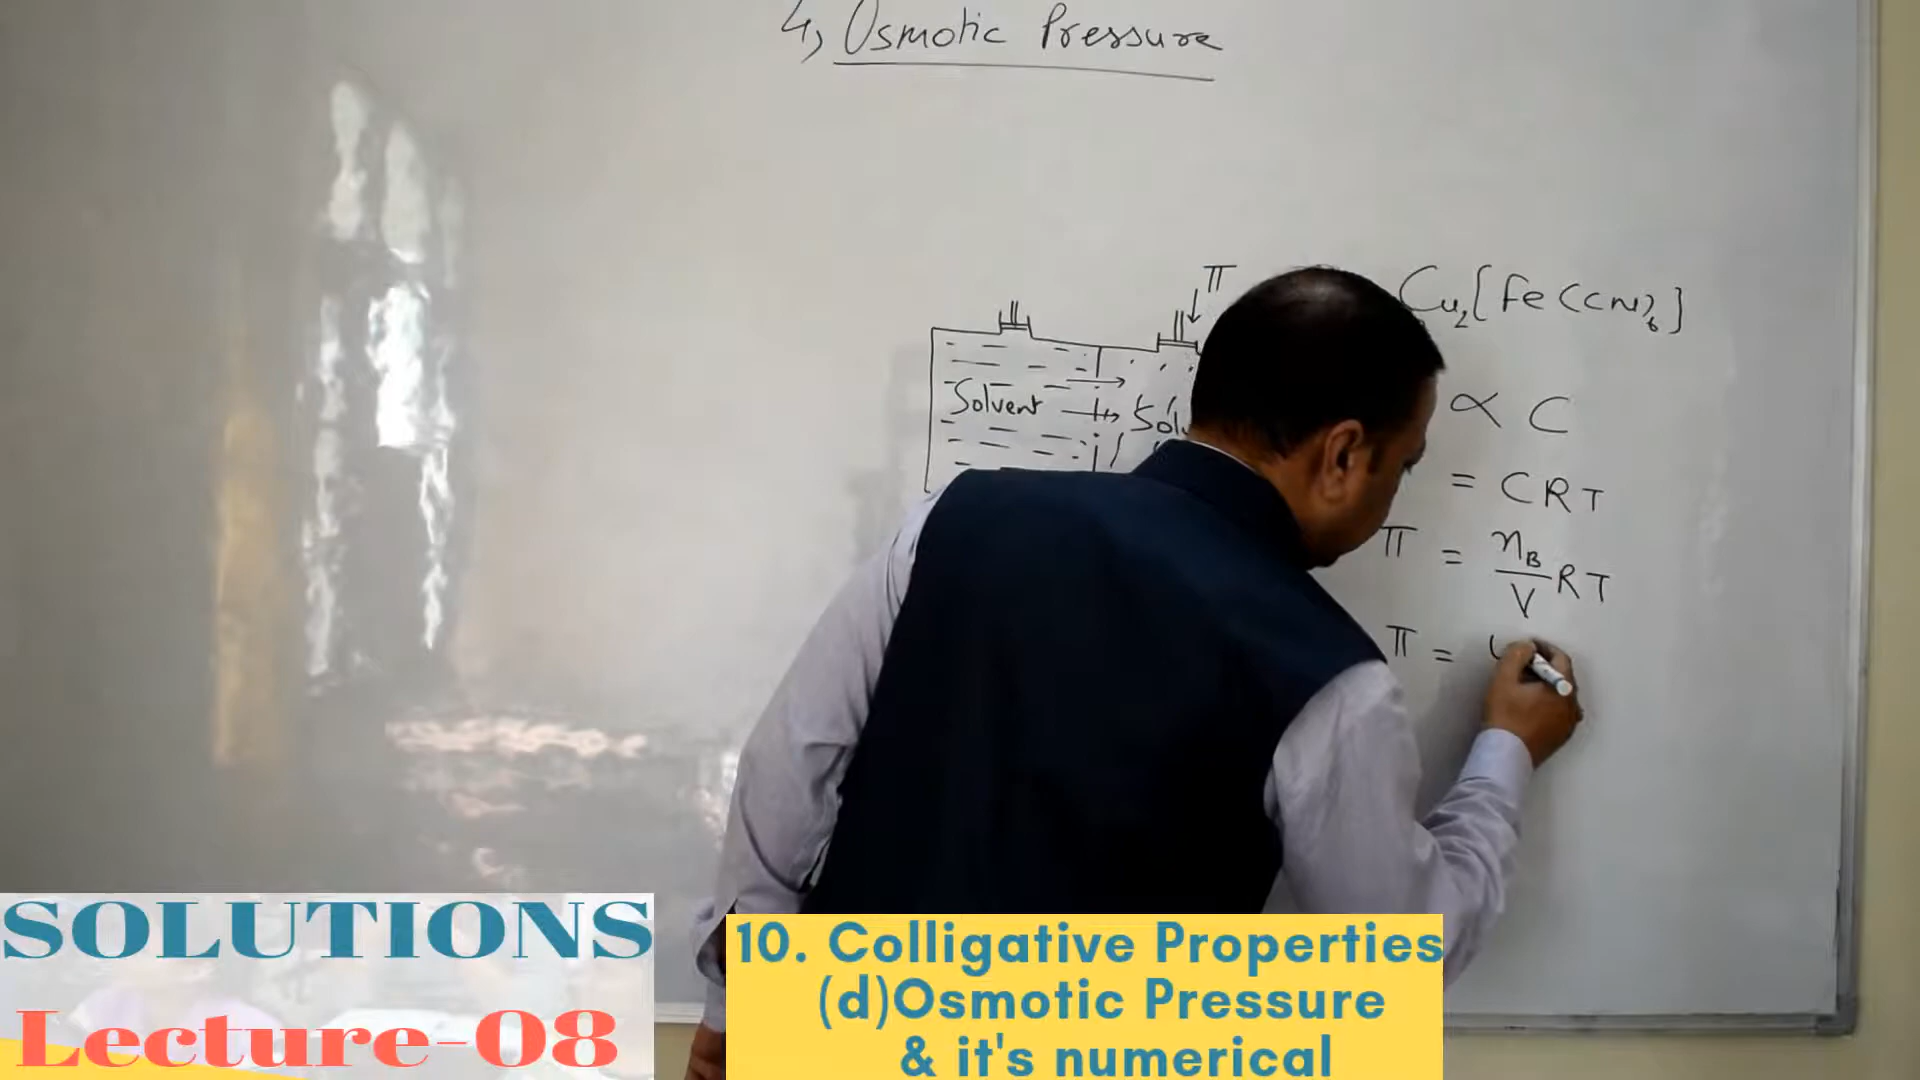 4, Osmotic Pressure
π
Cu₂[Fe(CN)₆]
Solvent
∝ C
= CRT
π = n_B/V RT
π =
SOLUTIONS
Lecture-08
10. Colligative Properties
(d)Osmotic Pressure
& it's numerical